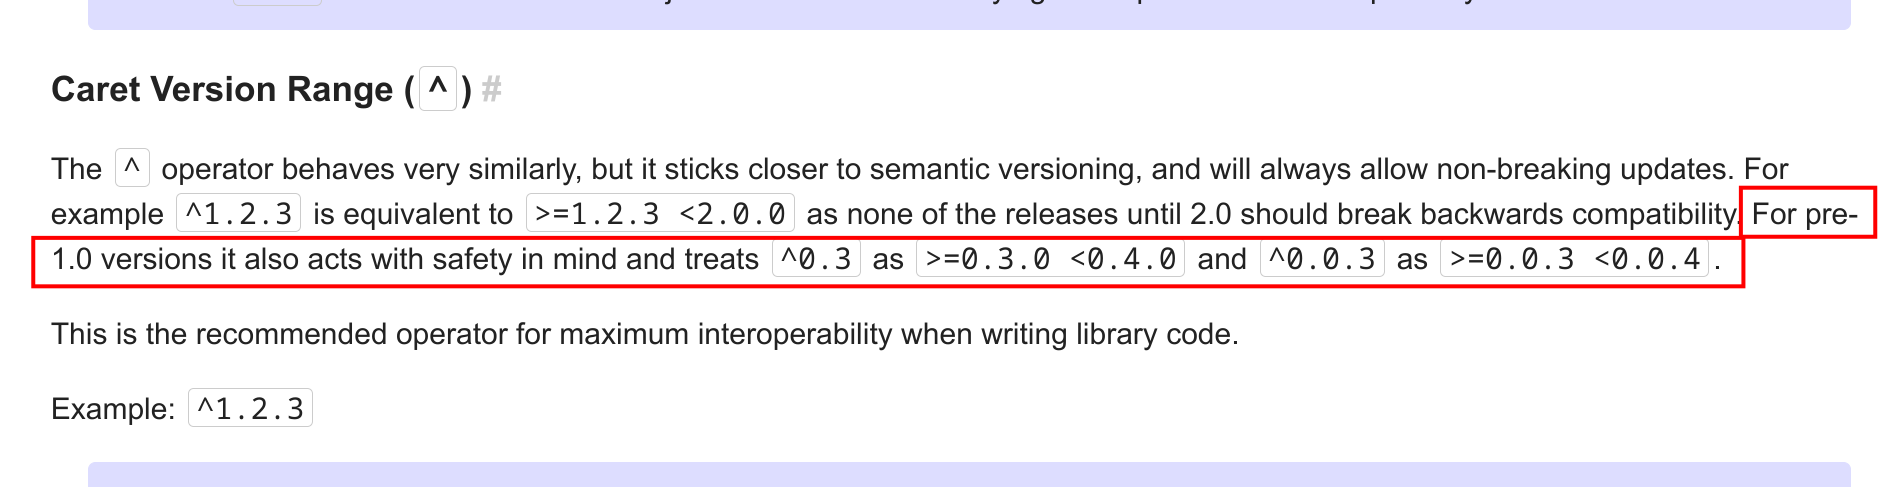 Caret Version Range (^) #
The ^ operator behaves very similarly, but it sticks closer to semantic versioning, and will always allow non-breaking updates. For
example ^1.2.3 is equivalent to >=1.2.3 <2.0.0 as none of the releases until 2.0 should break backwards compatibility. For pre-
1.0 versions it also acts with safety in mind and treats ^0.3 as >=0.3.0 <0.4.0 and ^0.0.3 as >=0.0.3 <0.0.4 .
This is the recommended operator for maximum interoperability when writing library code.
Example: ^1.2.3